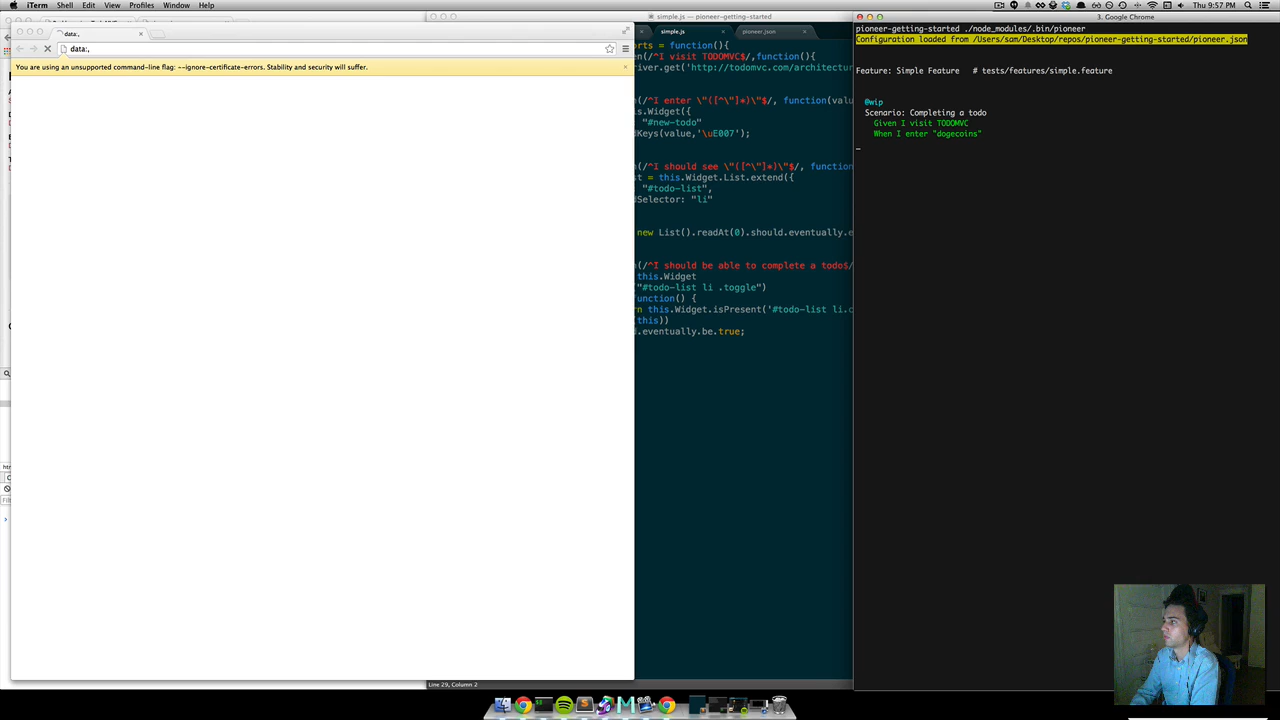 iTerm Shell Edit View Profiles Window Help
Thu 9:57 PM
data:,
data:,
You are using an unsupported command-line flag: --ignore-certificate-errors. Stability and security will suffer.
simple.js — pioneer-getting-started
simple.js
pioneer.json
orts = function(){
(/^I visit TODOMVC$/,function(){
river.get('http://todomvc.com/architectur
(/^I enter \"([^\"]*)\"$/, function(valu
s.Widget({
"#new-todo"
dKeys(value,'\uE007');
(/^I should see \"([^\"]*)\"$/, function
st = this.Widget.List.extend({
"#todo-list",
dSelector: "li"
new List().readAt(0).should.eventually.e
(/^I should be able to complete a todo$/
this.Widget
("#todo-list li .toggle")
function() {
n this.Widget.isPresent('#todo-list li.c
(this))
d.eventually.be.true;
Line 29, Column 2
3. Google Chrome
pioneer-getting-started ./node_modules/.bin/pioneer
Configuration loaded from /Users/sam/Desktop/repos/pioneer-getting-started/pioneer.json
Feature: Simple Feature # tests/features/simple.feature
@wip
Scenario: Completing a todo
Given I visit TODOMVC
When I enter "dogecoins"